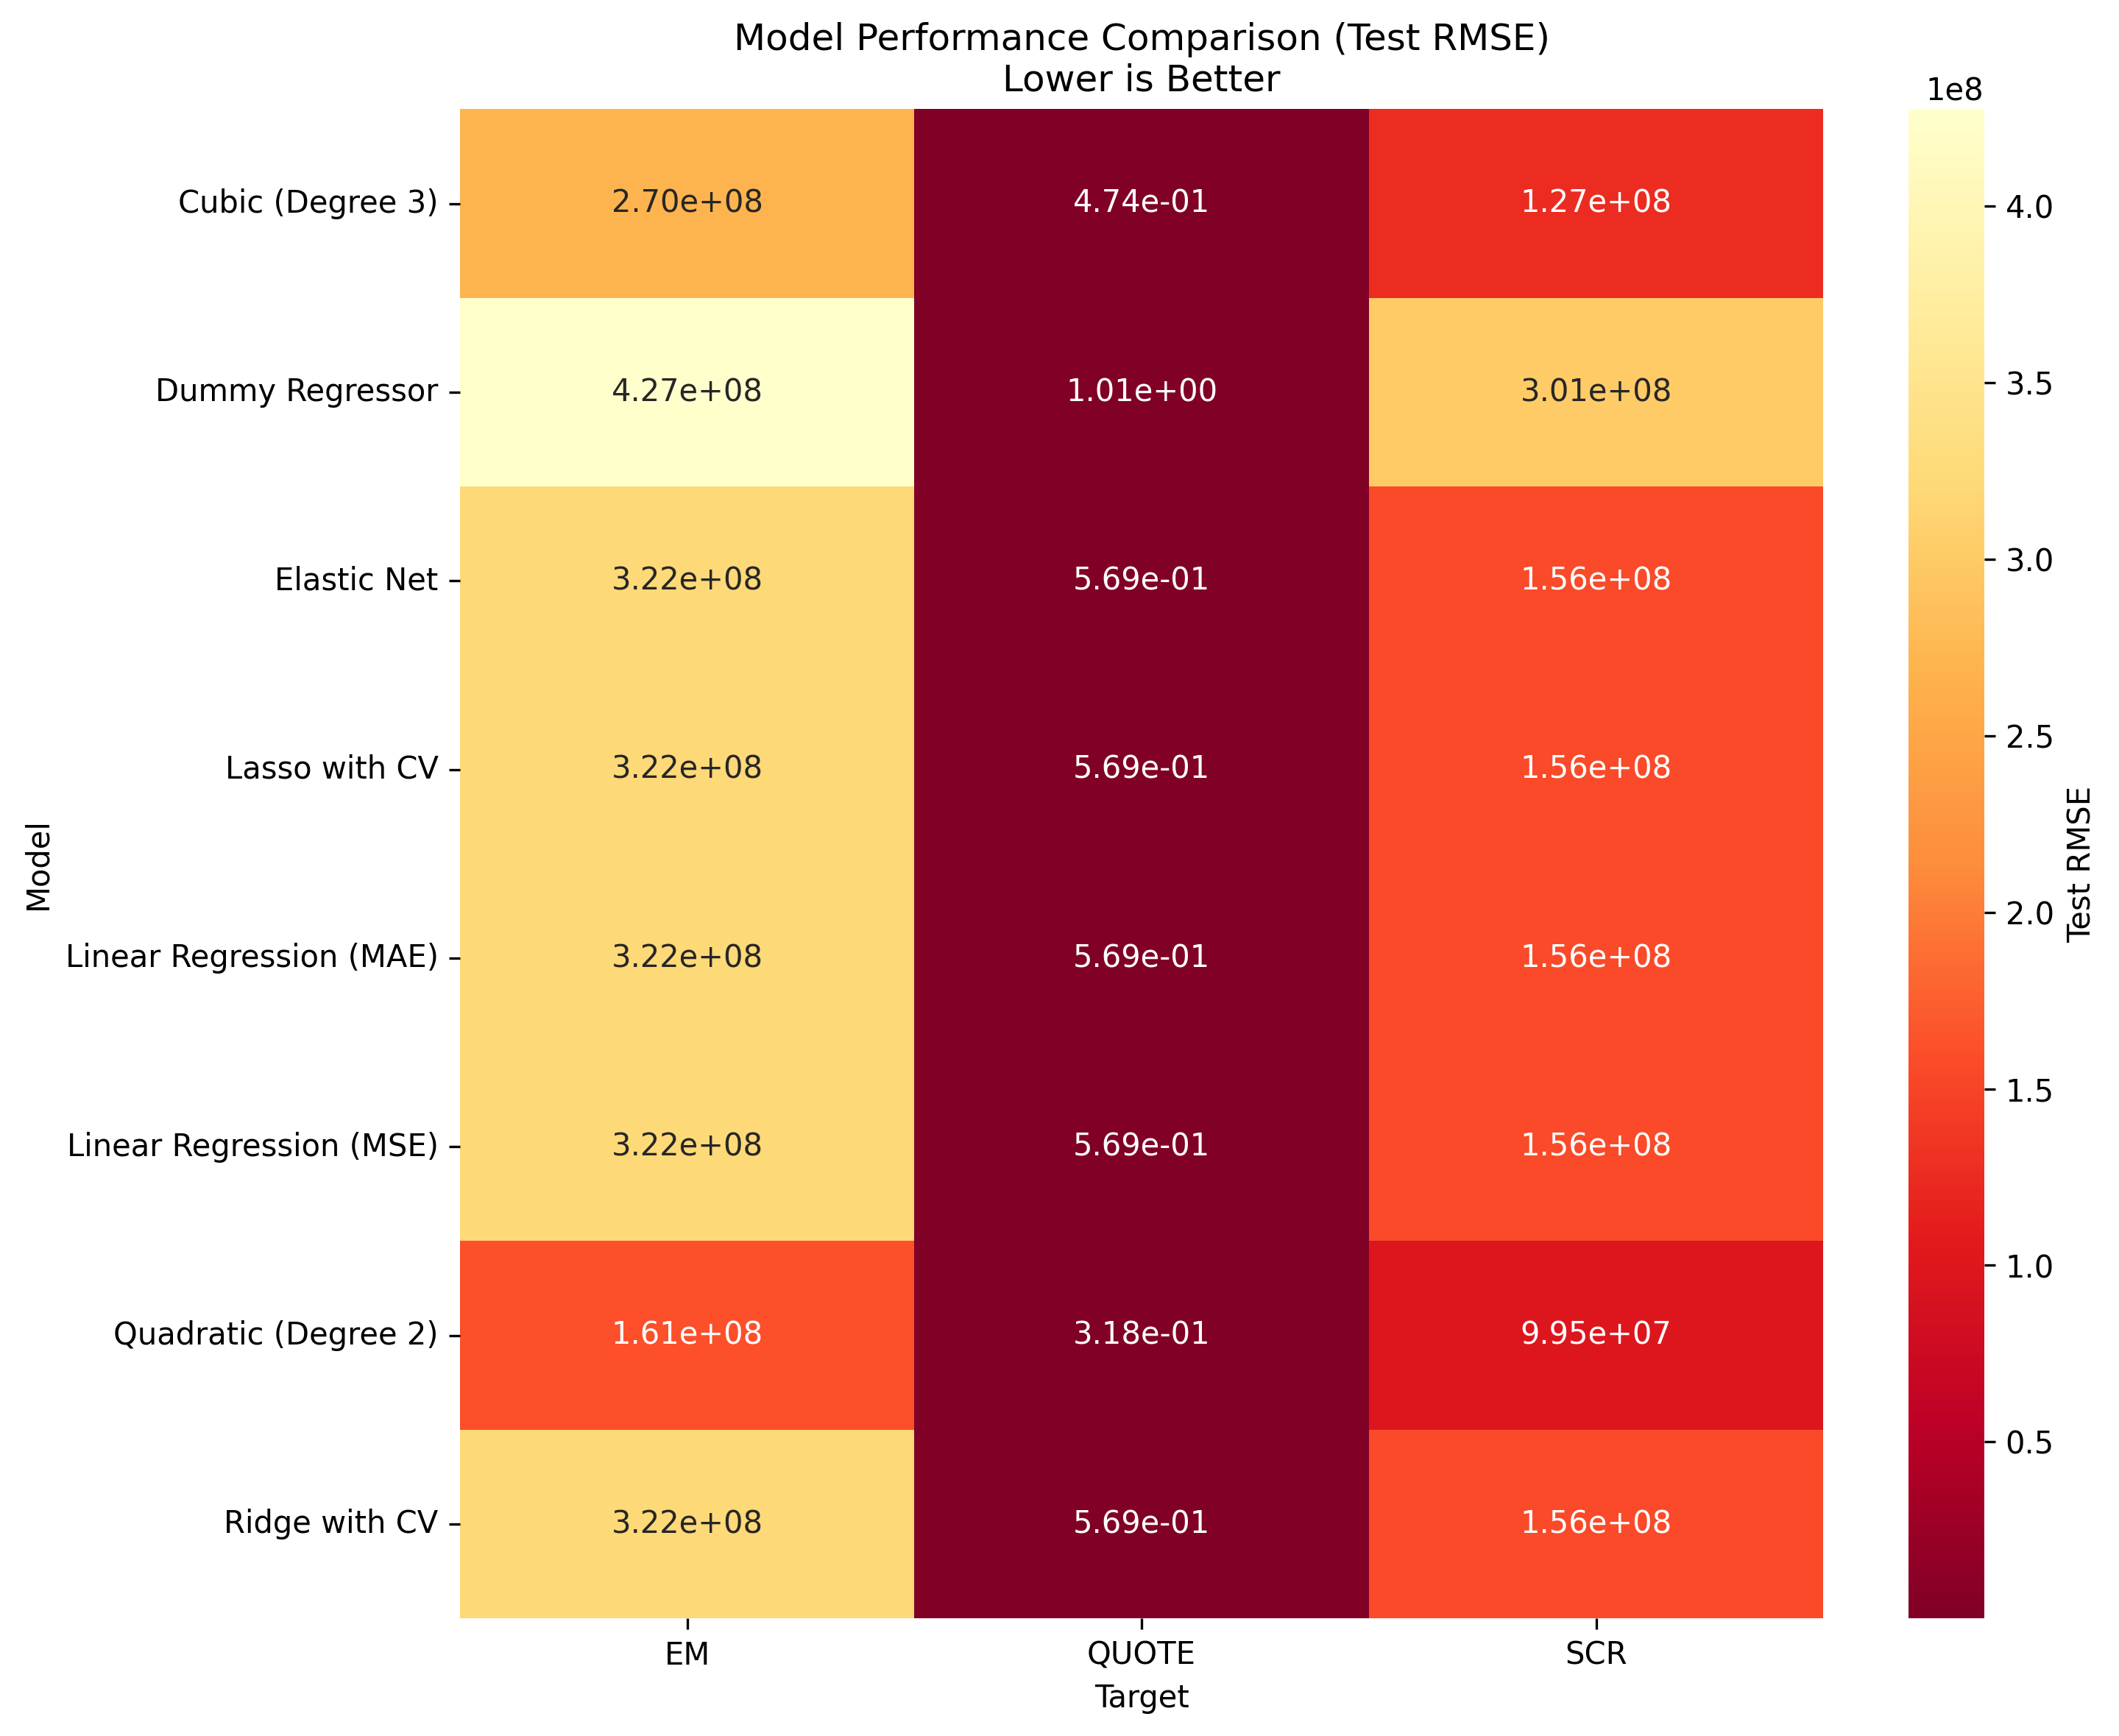 Model Performance Comparison (Test RMSE)
Lower is Better
1e8
Cubic (Degree 3) 2.70e+08 4.74e-01 1.27e+08
Dummy Regressor 4.27e+08 1.01e+00 3.01e+08
Elastic Net 3.22e+08 5.69e-01 1.56e+08
Lasso with CV 3.22e+08 5.69e-01 1.56e+08
Linear Regression (MAE) 3.22e+08 5.69e-01 1.56e+08
Linear Regression (MSE) 3.22e+08 5.69e-01 1.56e+08
Quadratic (Degree 2) 1.61e+08 3.18e-01 9.95e+07
Ridge with CV 3.22e+08 5.69e-01 1.56e+08
Model
EM QUOTE SCR
Target
4.0
3.5
3.0
2.5
2.0
1.5
1.0
0.5
Test RMSE